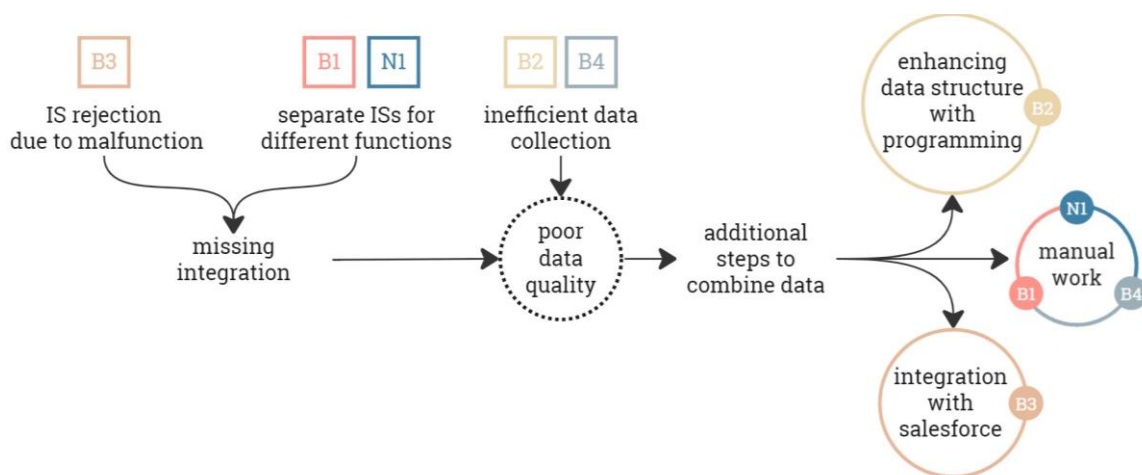 B3
IS rejection
due to malfunction
B1 N1
separate ISs for
different functions
B2 B4
inefficient data
collection
missing
integration
poor
data
quality
additional
steps to
combine data
enhancing
data structure
with
programming
B2
N1
manual
work
B1 B4
integration
with
salesforce
B3